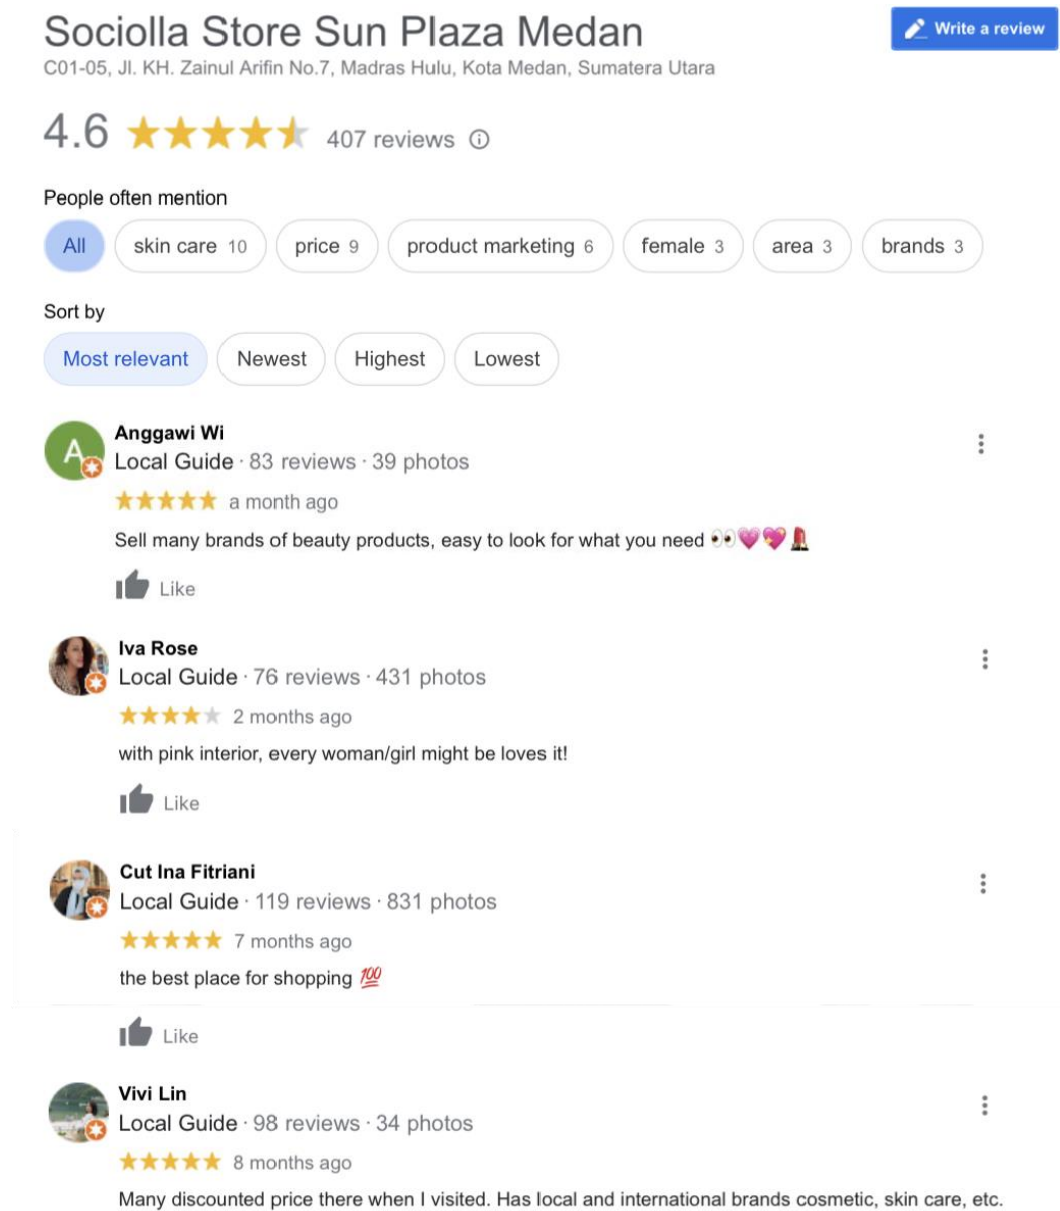 Sociolla Store Sun Plaza Medan
Write a review
C01-05, Jl. KH. Zainul Arifin No.7, Madras Hulu, Kota Medan, Sumatera Utara
4.6 407 reviews
People often mention
All skin care 10 price 9 product marketing 6 female 3 area 3 brands 3
Sort by
Most relevant Newest Highest Lowest
A
Anggawi Wi
Local Guide · 83 reviews · 39 photos
a month ago
Sell many brands of beauty products, easy to look for what you need 👀💗💖💄
Like
Iva Rose
Local Guide · 76 reviews · 431 photos
2 months ago
with pink interior, every woman/girl might be loves it!
Like
Cut Ina Fitriani
Local Guide · 119 reviews · 831 photos
7 months ago
the best place for shopping 💯
Like
Vivi Lin
Local Guide · 98 reviews · 34 photos
8 months ago
Many discounted price there when I visited. Has local and international brands cosmetic, skin care, etc.